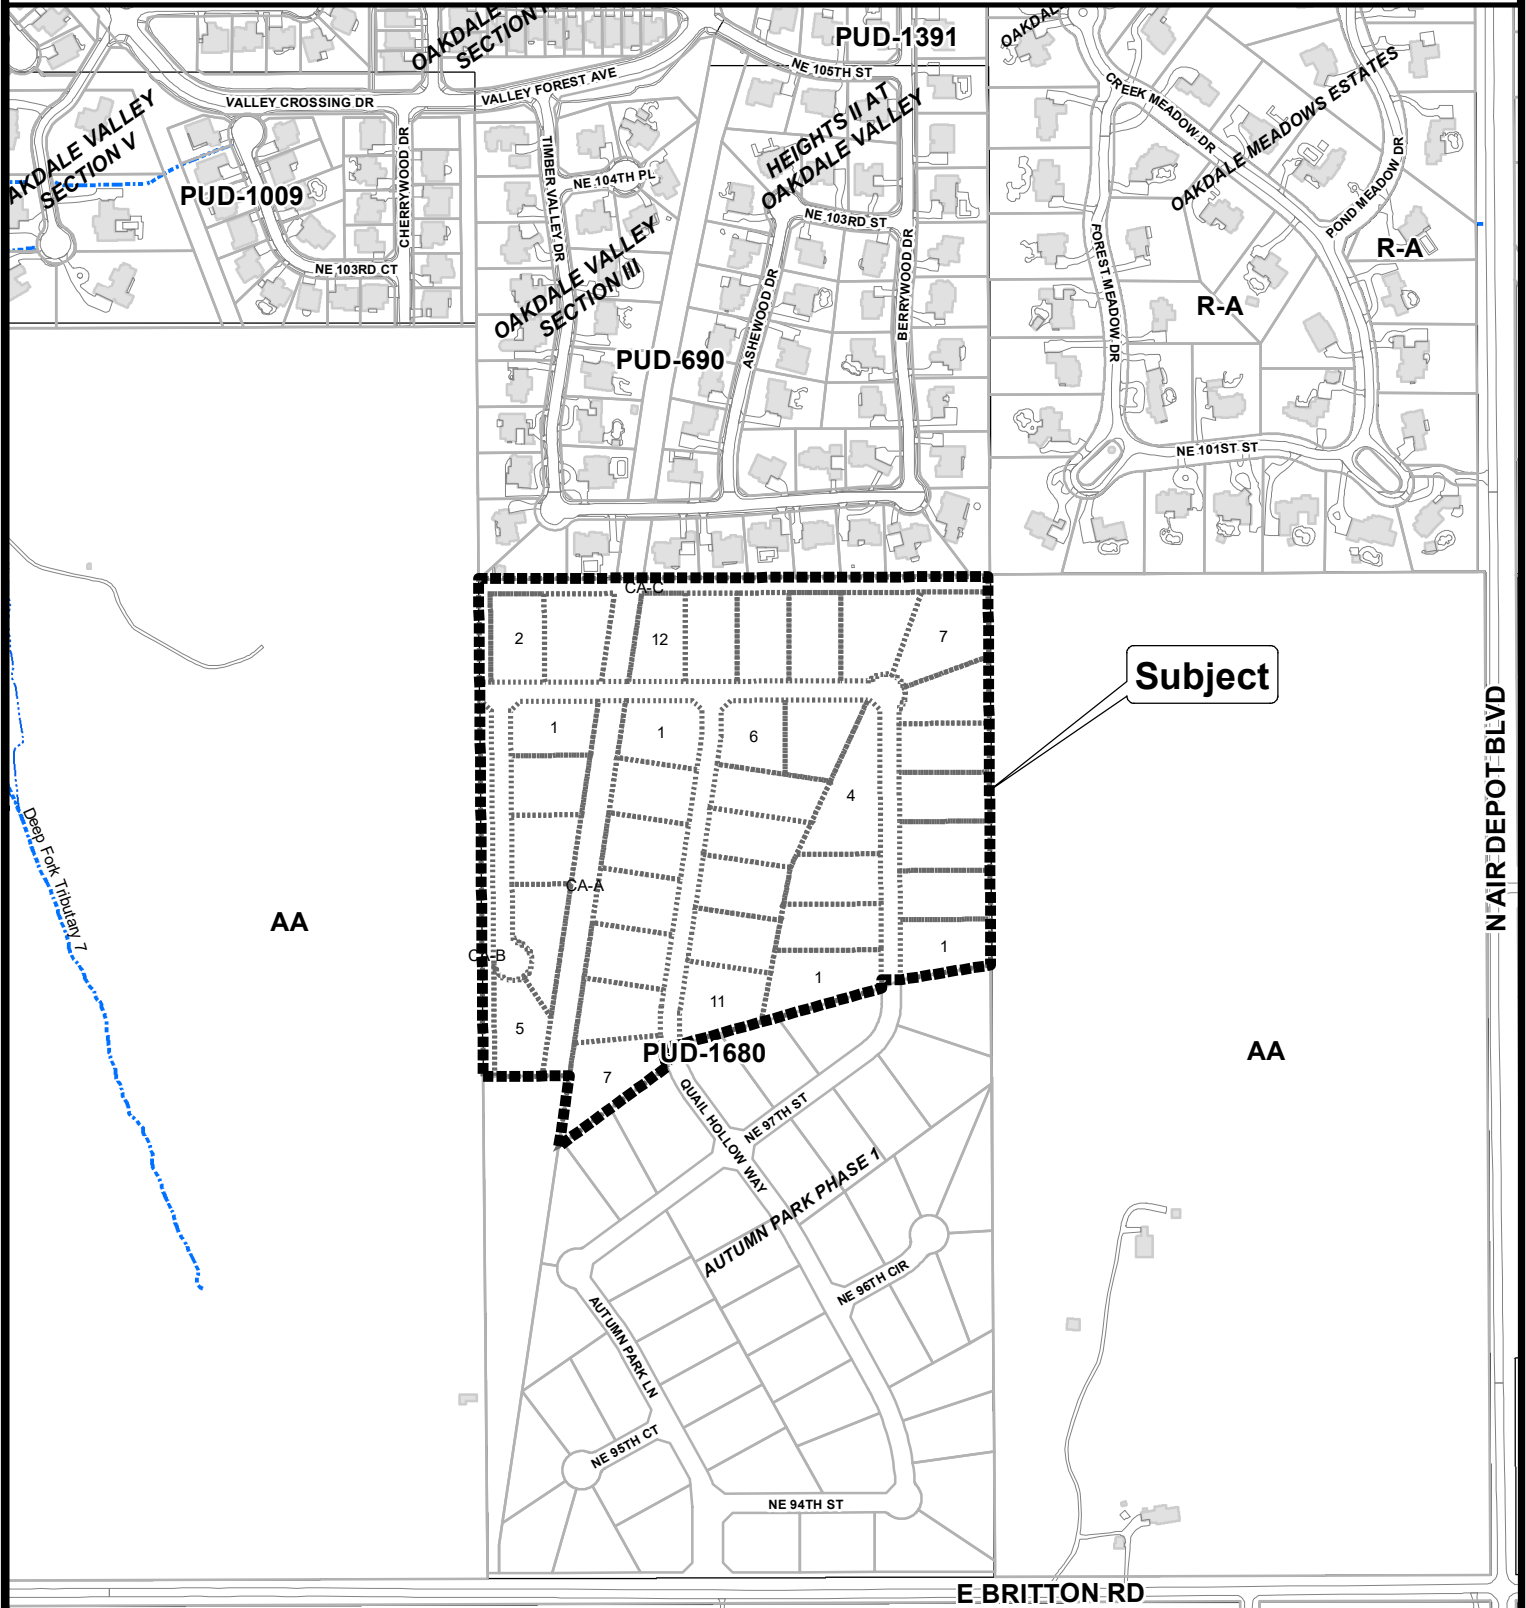 OAKDALE
SECTION
PUD-1391
OAKDAL
NE 105TH ST
VALLEY FOREST AVE
VALLEY CROSSING DR
CREEK MEADOW DR
OAKDALE MEADOWS ESTATES
AKDALE VALLEY
SECTION V
HEIGHTS II AT
OAKDALE VALLEY
PUD-1009
CHERRYWOOD DR
TIMBER VALLEY DR
NE 104TH PL
NE 103RD ST
POND MEADOW DR
R-A
NE 103RD CT
OAKDALE VALLEY
SECTION III
BERRYWOOD DR
FOREST MEADOW DR
R-A
ASHEWOOD DR
PUD-690
NE 101ST ST
CA-C
2
12
7
Subject
N AIR DEPOT BLVD
1
1
6
4
Deep Fork Tributary 7
CA-A
AA
CA-B
1
1
11
5
PUD-1680
AA
7
QUAIL HOLLOW WAY
NE 97TH ST
AUTUMN PARK PHASE 1
NE 96TH CIR
AUTUMN PARK LN
NE 95TH CT
NE 94TH ST
E BRITTON RD